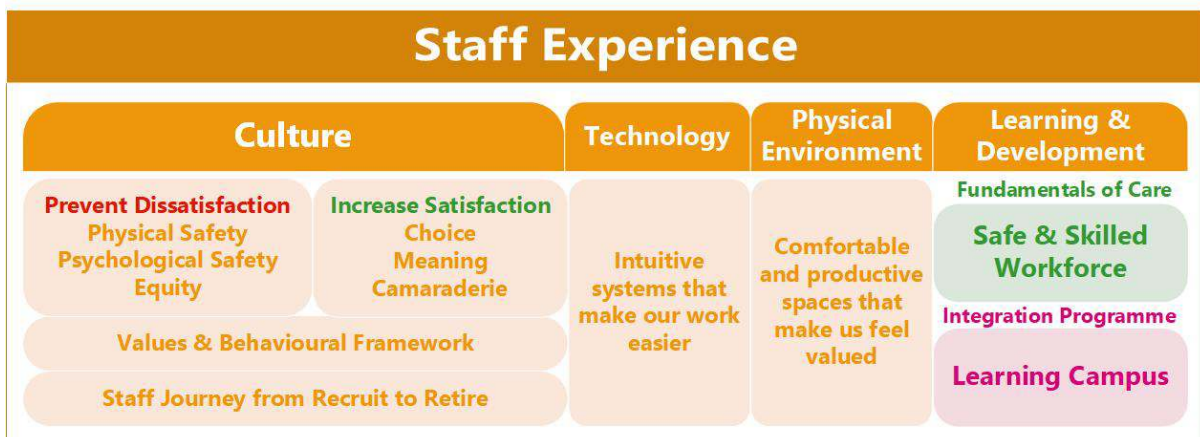 Staff Experience
Culture
Prevent Dissatisfaction
Physical Safety
Psychological Safety
Equity
Increase Satisfaction
Choice
Meaning
Camaraderie
Values & Behavioural Framework
Staff Journey from Recruit to Retire
Technology
Intuitive
systems that
make our work
easier
Physical
Environment
Comfortable
and productive
spaces that
make us feel
valued
Learning &
Development
Fundamentals of Care
Safe & Skilled
Workforce
Integration Programme
Learning Campus